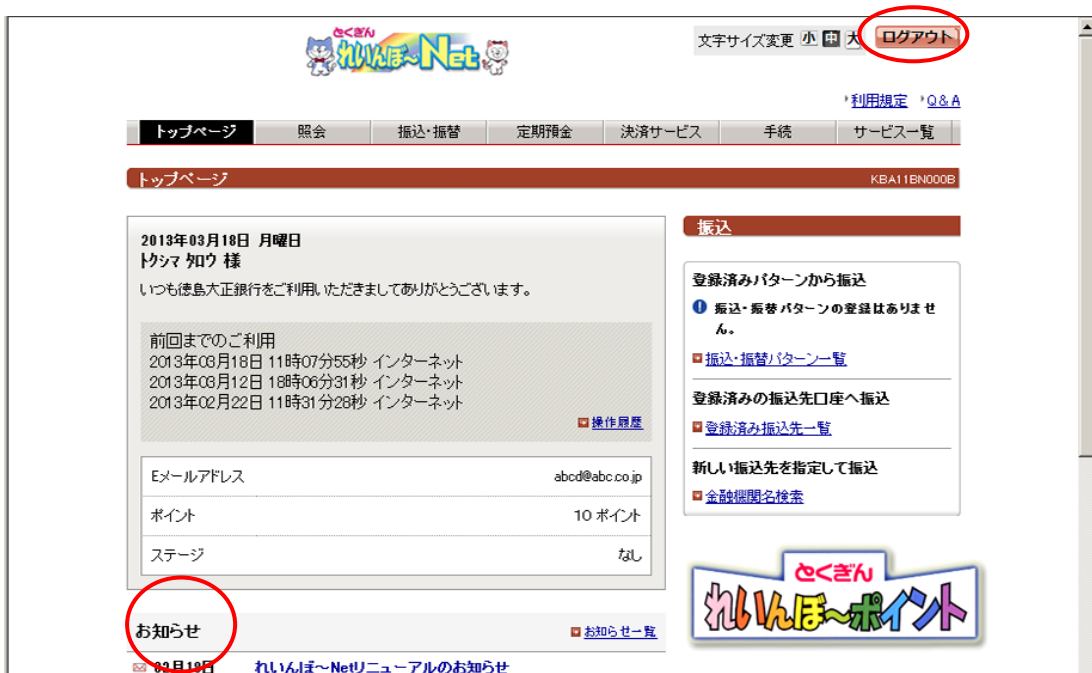 とくぎん
れいんぼ~Net
文字サイズ変更 小 中 大 ログアウト
利用規定 Q&A
トップページ 照会 振込・振替 定期預金 決済サービス 手続 サービス一覧
トップページ KBA11BN000B
2013年03月18日 月曜日
トクシマ タロウ 様
いつも徳島大正銀行をご利用いただきましてありがとうございます。
前回までのご利用
2013年03月18日 11時07分55秒 インターネット
2013年03月12日 18時06分31秒 インターネット
2013年02月22日 11時31分28秒 インターネット
操作履歴
Eメールアドレス abcd@abc.co.jp
ポイント 10 ポイント
ステージ なし
お知らせ お知らせ一覧
03月18日 れいんぼ~Netリニューアルのお知らせ
振込
登録済みパターンから振込
振込・振替パターンの登録はありませ
ん。
振込・振替パターン一覧
登録済みの振込先口座へ振込
登録済み振込先一覧
新しい振込先を指定して振込
金融機関名検索
とくぎん
れいんぼ~ポイント